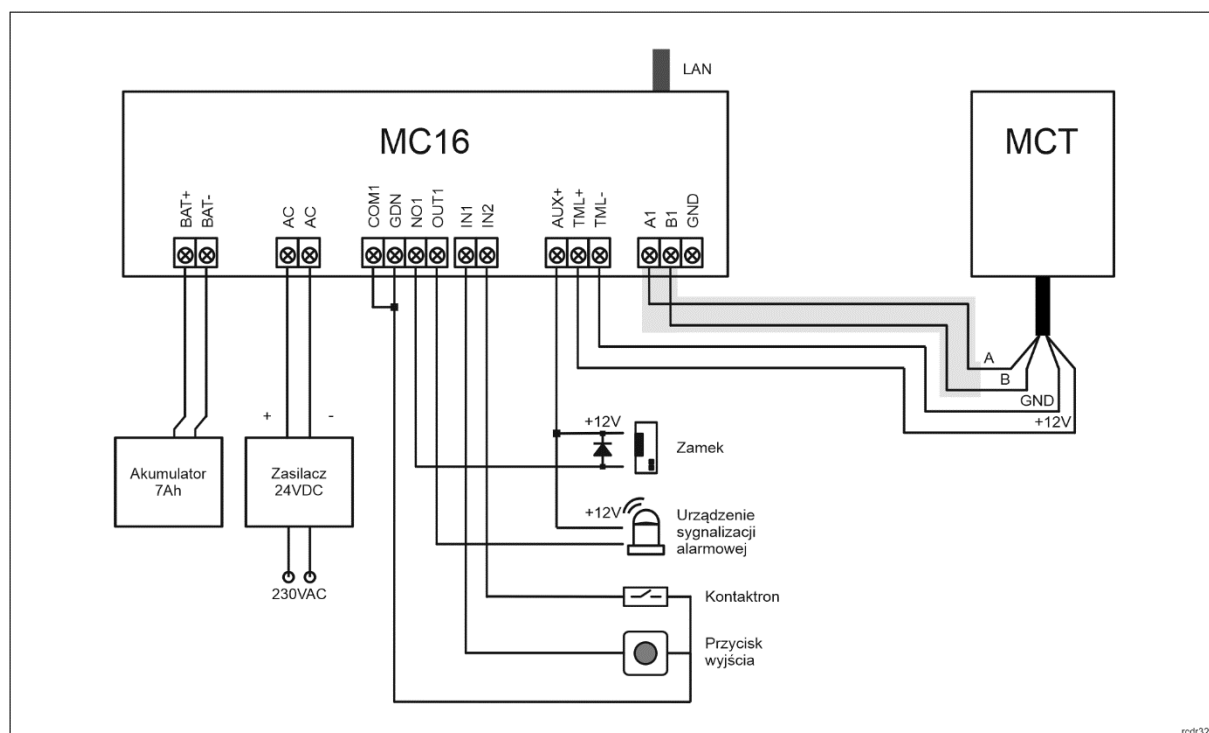 LAN
MC16
MCT
BAT+
BAT-
AC
AC
COM1
GDN
NO1
OUT1
IN1
IN2
AUX+
TML+
TML-
A1
B1
GND
A
B
GND
+12V
+
-
Akumulator
7Ah
Zasilacz
24VDC
230VAC
+12V
Zamek
+12V
Urządzenie
sygnalizacji
alarmowej
Kontaktron
Przycisk
wyjścia
rcdr32